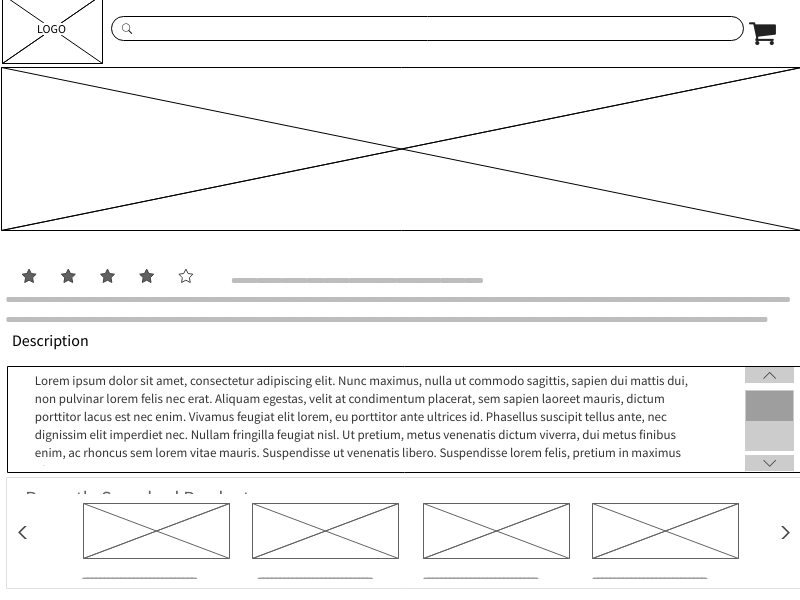 LOGO
Description
Lorem ipsum dolor sit amet, consectetur adipiscing elit. Nunc maximus, nulla ut commodo sagittis, sapien dui mattis dui,
non pulvinar lorem felis nec erat. Aliquam egestas, velit at condimentum placerat, sem sapien laoreet mauris, dictum
porttitor lacus est nec enim. Vivamus feugiat elit lorem, eu porttitor ante ultrices id. Phasellus suscipit tellus ante, nec
dignissim elit imperdiet nec. Nullam fringilla feugiat nisl. Ut pretium, metus venenatis dictum viverra, dui metus finibus
enim, ac rhoncus sem lorem vitae mauris. Suspendisse ut venenatis libero. Suspendisse lorem felis, pretium in maximus